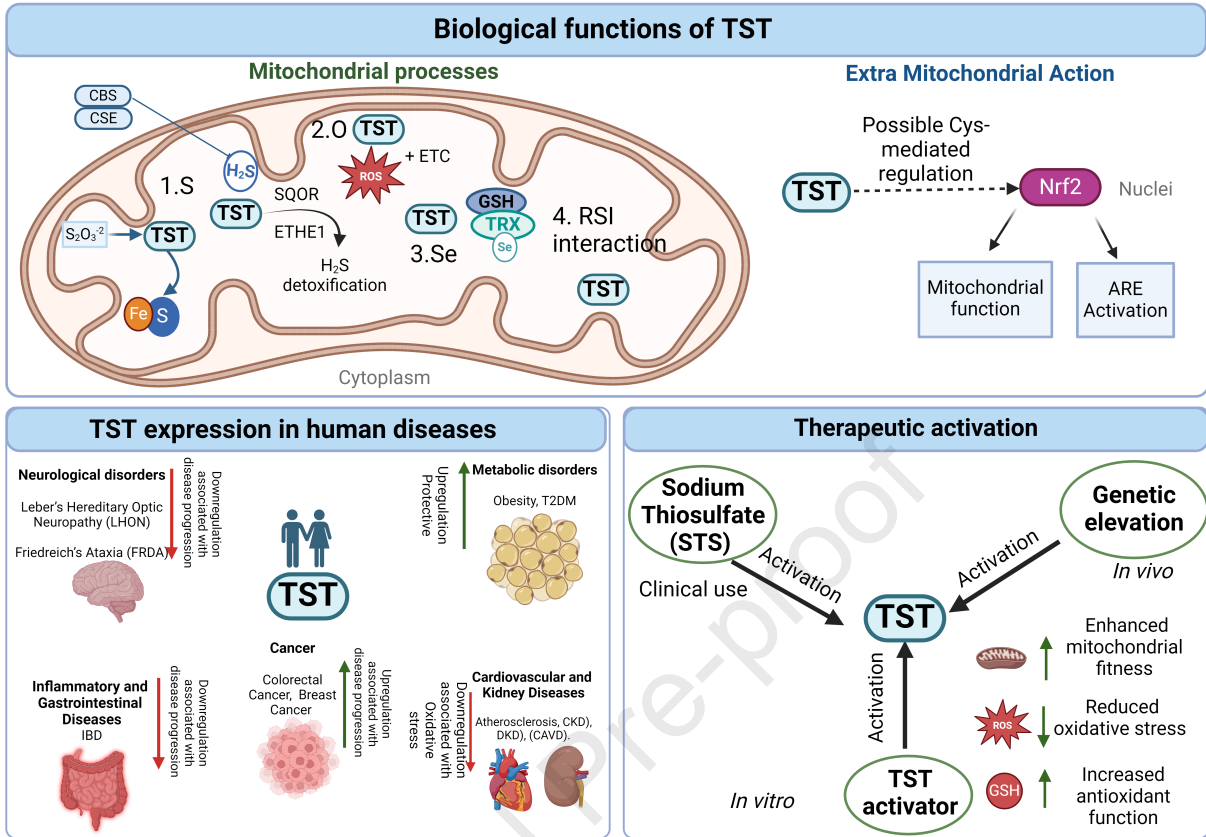 Biological functions of TST
Mitochondrial processes
CBS
CSE
H₂S
1.S
TST
SQOR
ETHE1
H₂S
detoxification
S₂O₃⁻²
TST
Fe
S
2.O
TST
ROS
+ ETC
TST
3.Se
GSH
TRX
Se
4. RSI
interaction
TST
Cytoplasm
Extra Mitochondrial Action
Possible Cys-
mediated
regulation
TST
Nrf2
Nuclei
Mitochondrial
function
ARE
Activation
TST expression in human diseases
Neurological disorders
Leber's Hereditary Optic
Neuropathy (LHON)
Friedreich's Ataxia (FRDA)
Downregulation
associated with
disease progression
TST
Upregulation
Protective
Metabolic disorders
Obesity, T2DM
Inflammatory and
Gastrointestinal
Diseases
IBD
Downregulation
associated with
disease progression
Cancer
Colorectal
Cancer, Breast
Cancer
Upregulation
associated with
disease progression
Cardiovascular and
Kidney Diseases
Atherosclerosis, CKD),
DKD), (CAVD).
Downregulation
associated with
Oxidative
stress
Therapeutic activation
Sodium
Thiosulfate
(STS)
Clinical use
Activation
Genetic
elevation
In vivo
Activation
TST
Activation
TST
activator
In vitro
Enhanced
mitochondrial
fitness
ROS
Reduced
oxidative stress
GSH
Increased
antioxidant
function
Pre-proof